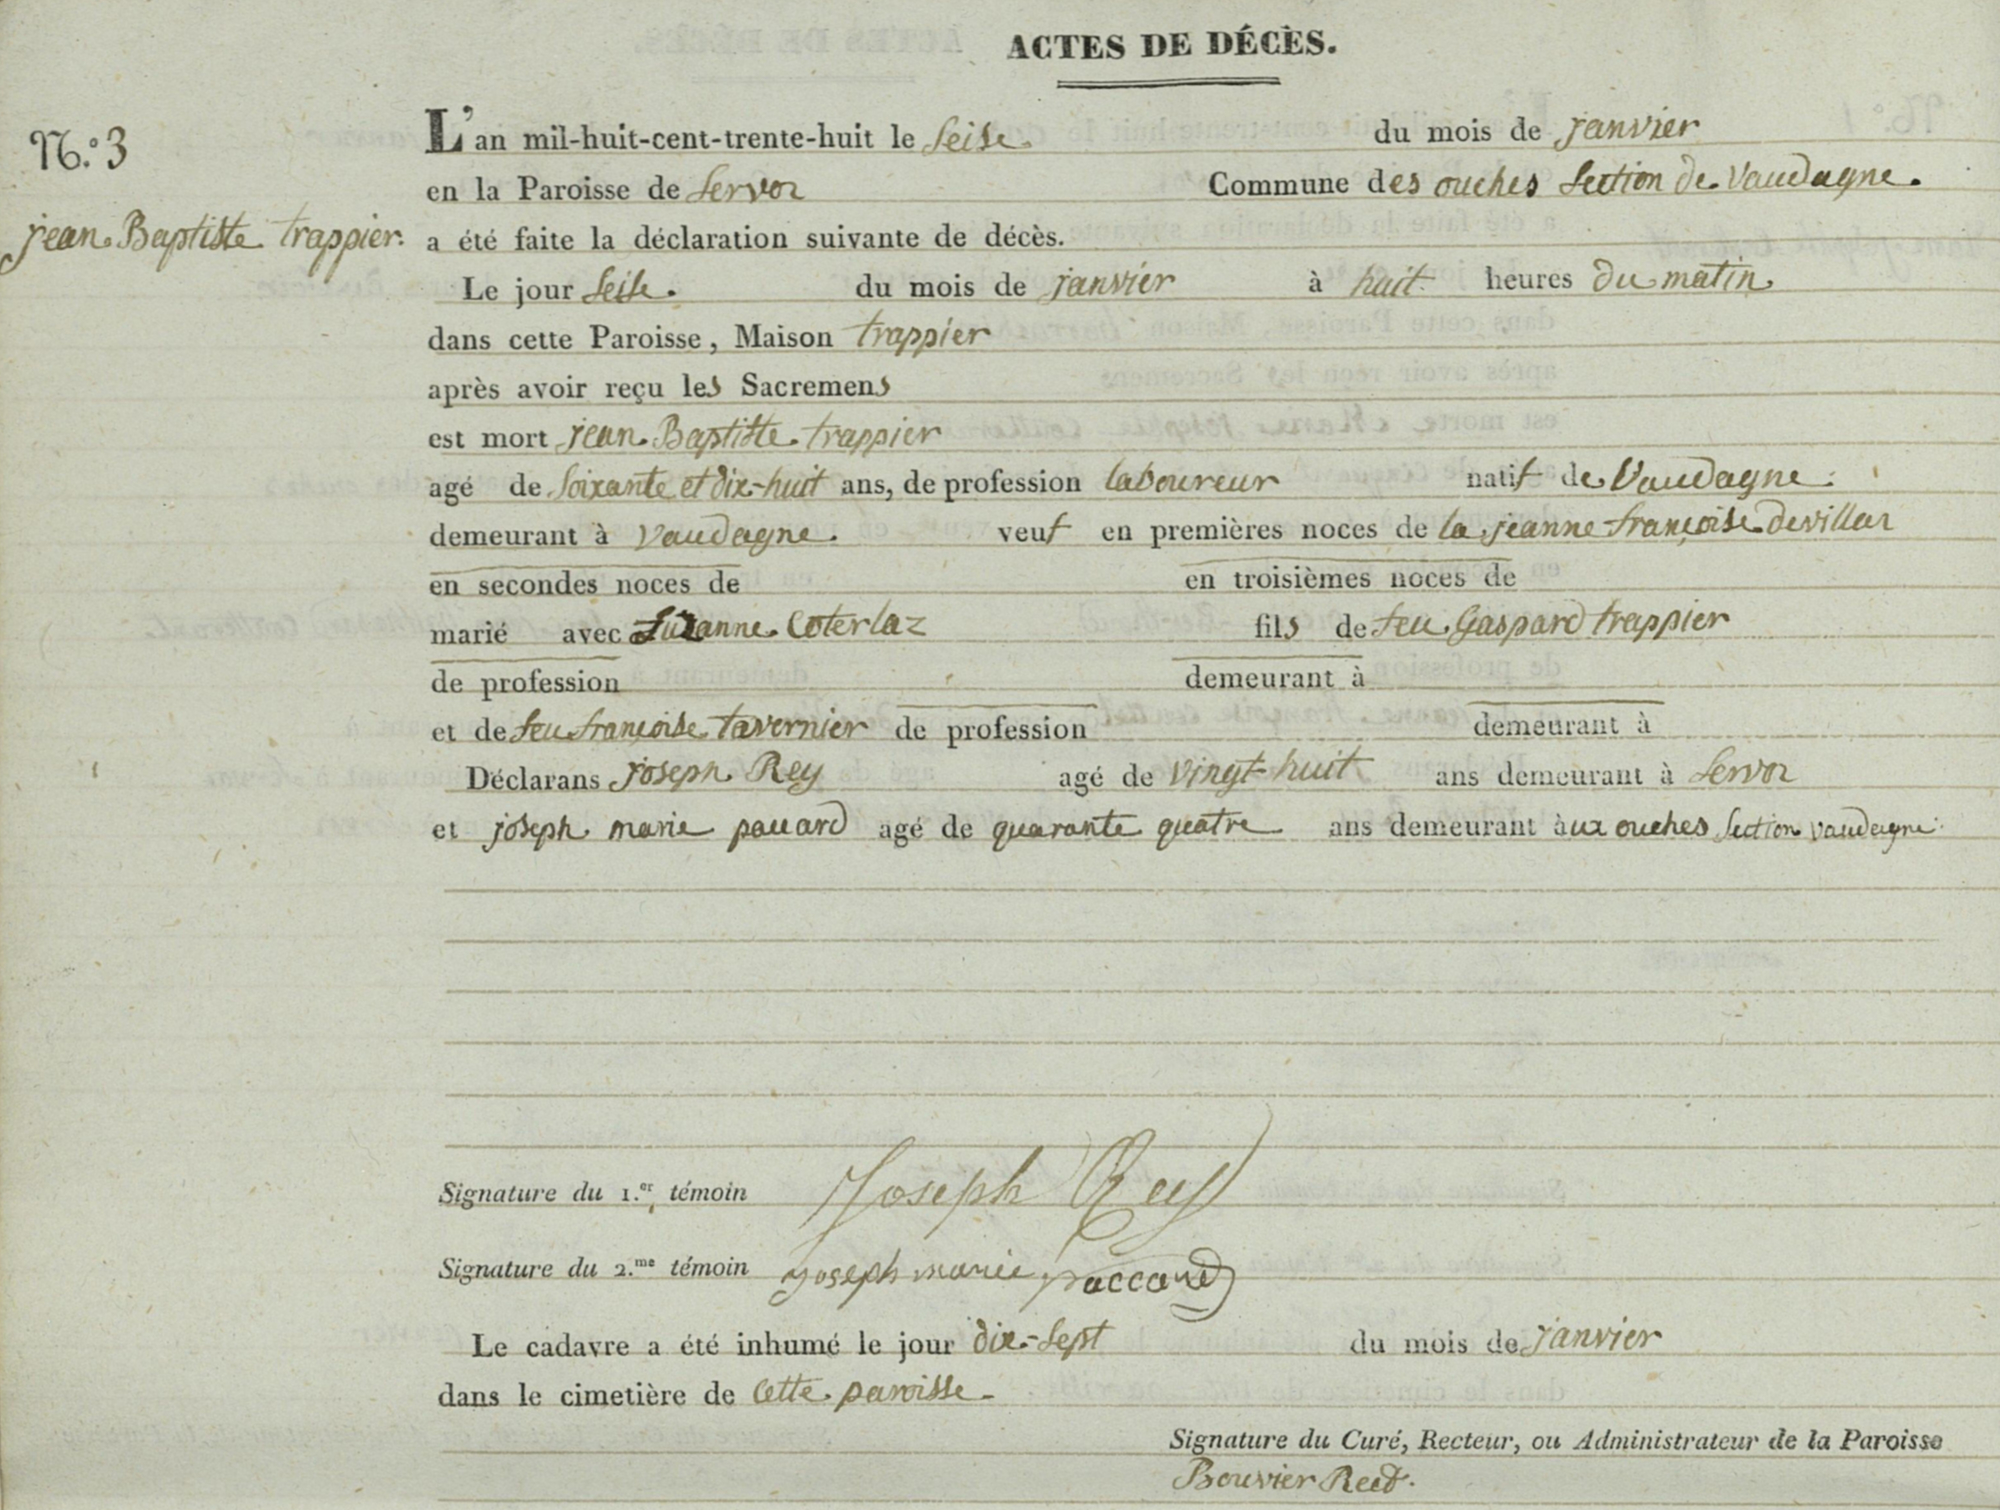 ACTES DE DÉCÈS.
N.o 3
L'an mil-huit-cent-trente-huit le seise du mois de janvier
en la Paroisse de Servoz Commune des ouches Section de Vaudagne.
jean Baptiste trappier.
a été faite la déclaration suivante de décès.
Le jour seise. du mois de janvier à huit heures du matin
dans cette Paroisse, Maison trappier
après avoir reçu les Sacremens
est mort jean Baptiste trappier
agé de soixante et dix-huit ans, de profession laboureur natif de Vaudagne.
demeurant à vaudagne. veuf en premières noces de la jeanne françoise devillaz
en secondes noces de en troisièmes noces de
marié avec Suzanne Coterlaz fils de feu Gaspard trappier
de profession demeurant à
et de feu françoise tavernier de profession demeurant à
Déclarans joseph Rey agé de vingt-huit ans demeurant à Servoz
et joseph marie pacard agé de quarante quatre ans demeurant àux ouches Section vaudagne.
Signature du 1.er témoin Joseph Rey
Signature du 2.me témoin joseph marie paccard
Le cadavre a été inhumé le jour dix-sept du mois de janvier
dans le cimetière de cette paroisse.
Signature du Curé, Recteur, ou Administrateur de la Paroisse
Bouvier Rect.